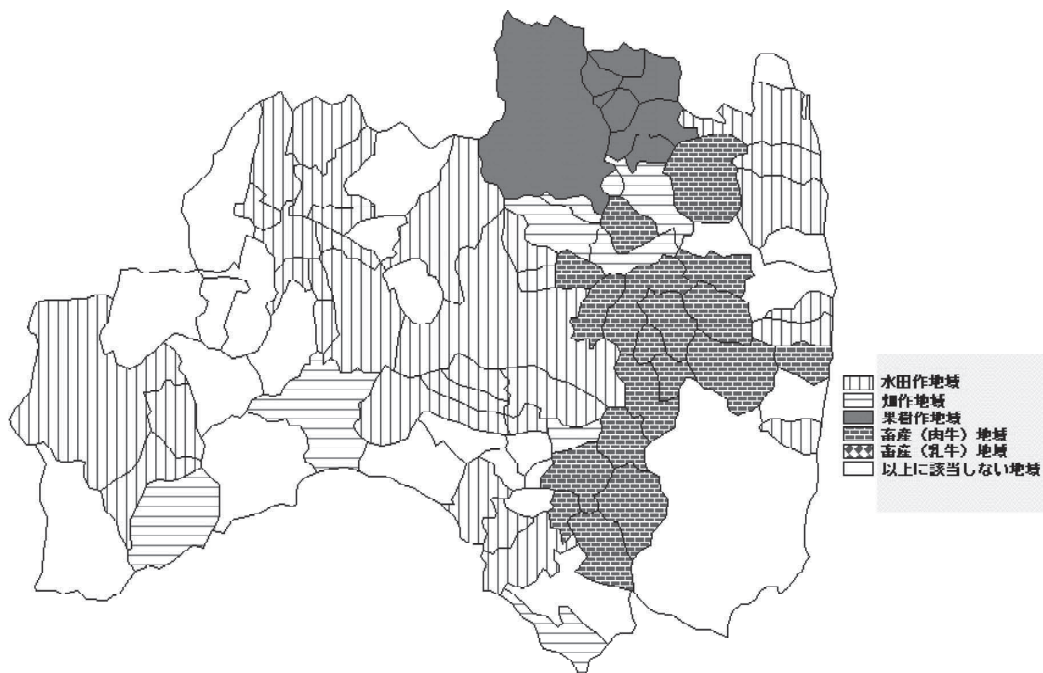 水田作地域
畑作地域
果樹作地域
畜産（肉牛）地域
畜産（乳牛）地域
以上に該当しない地域